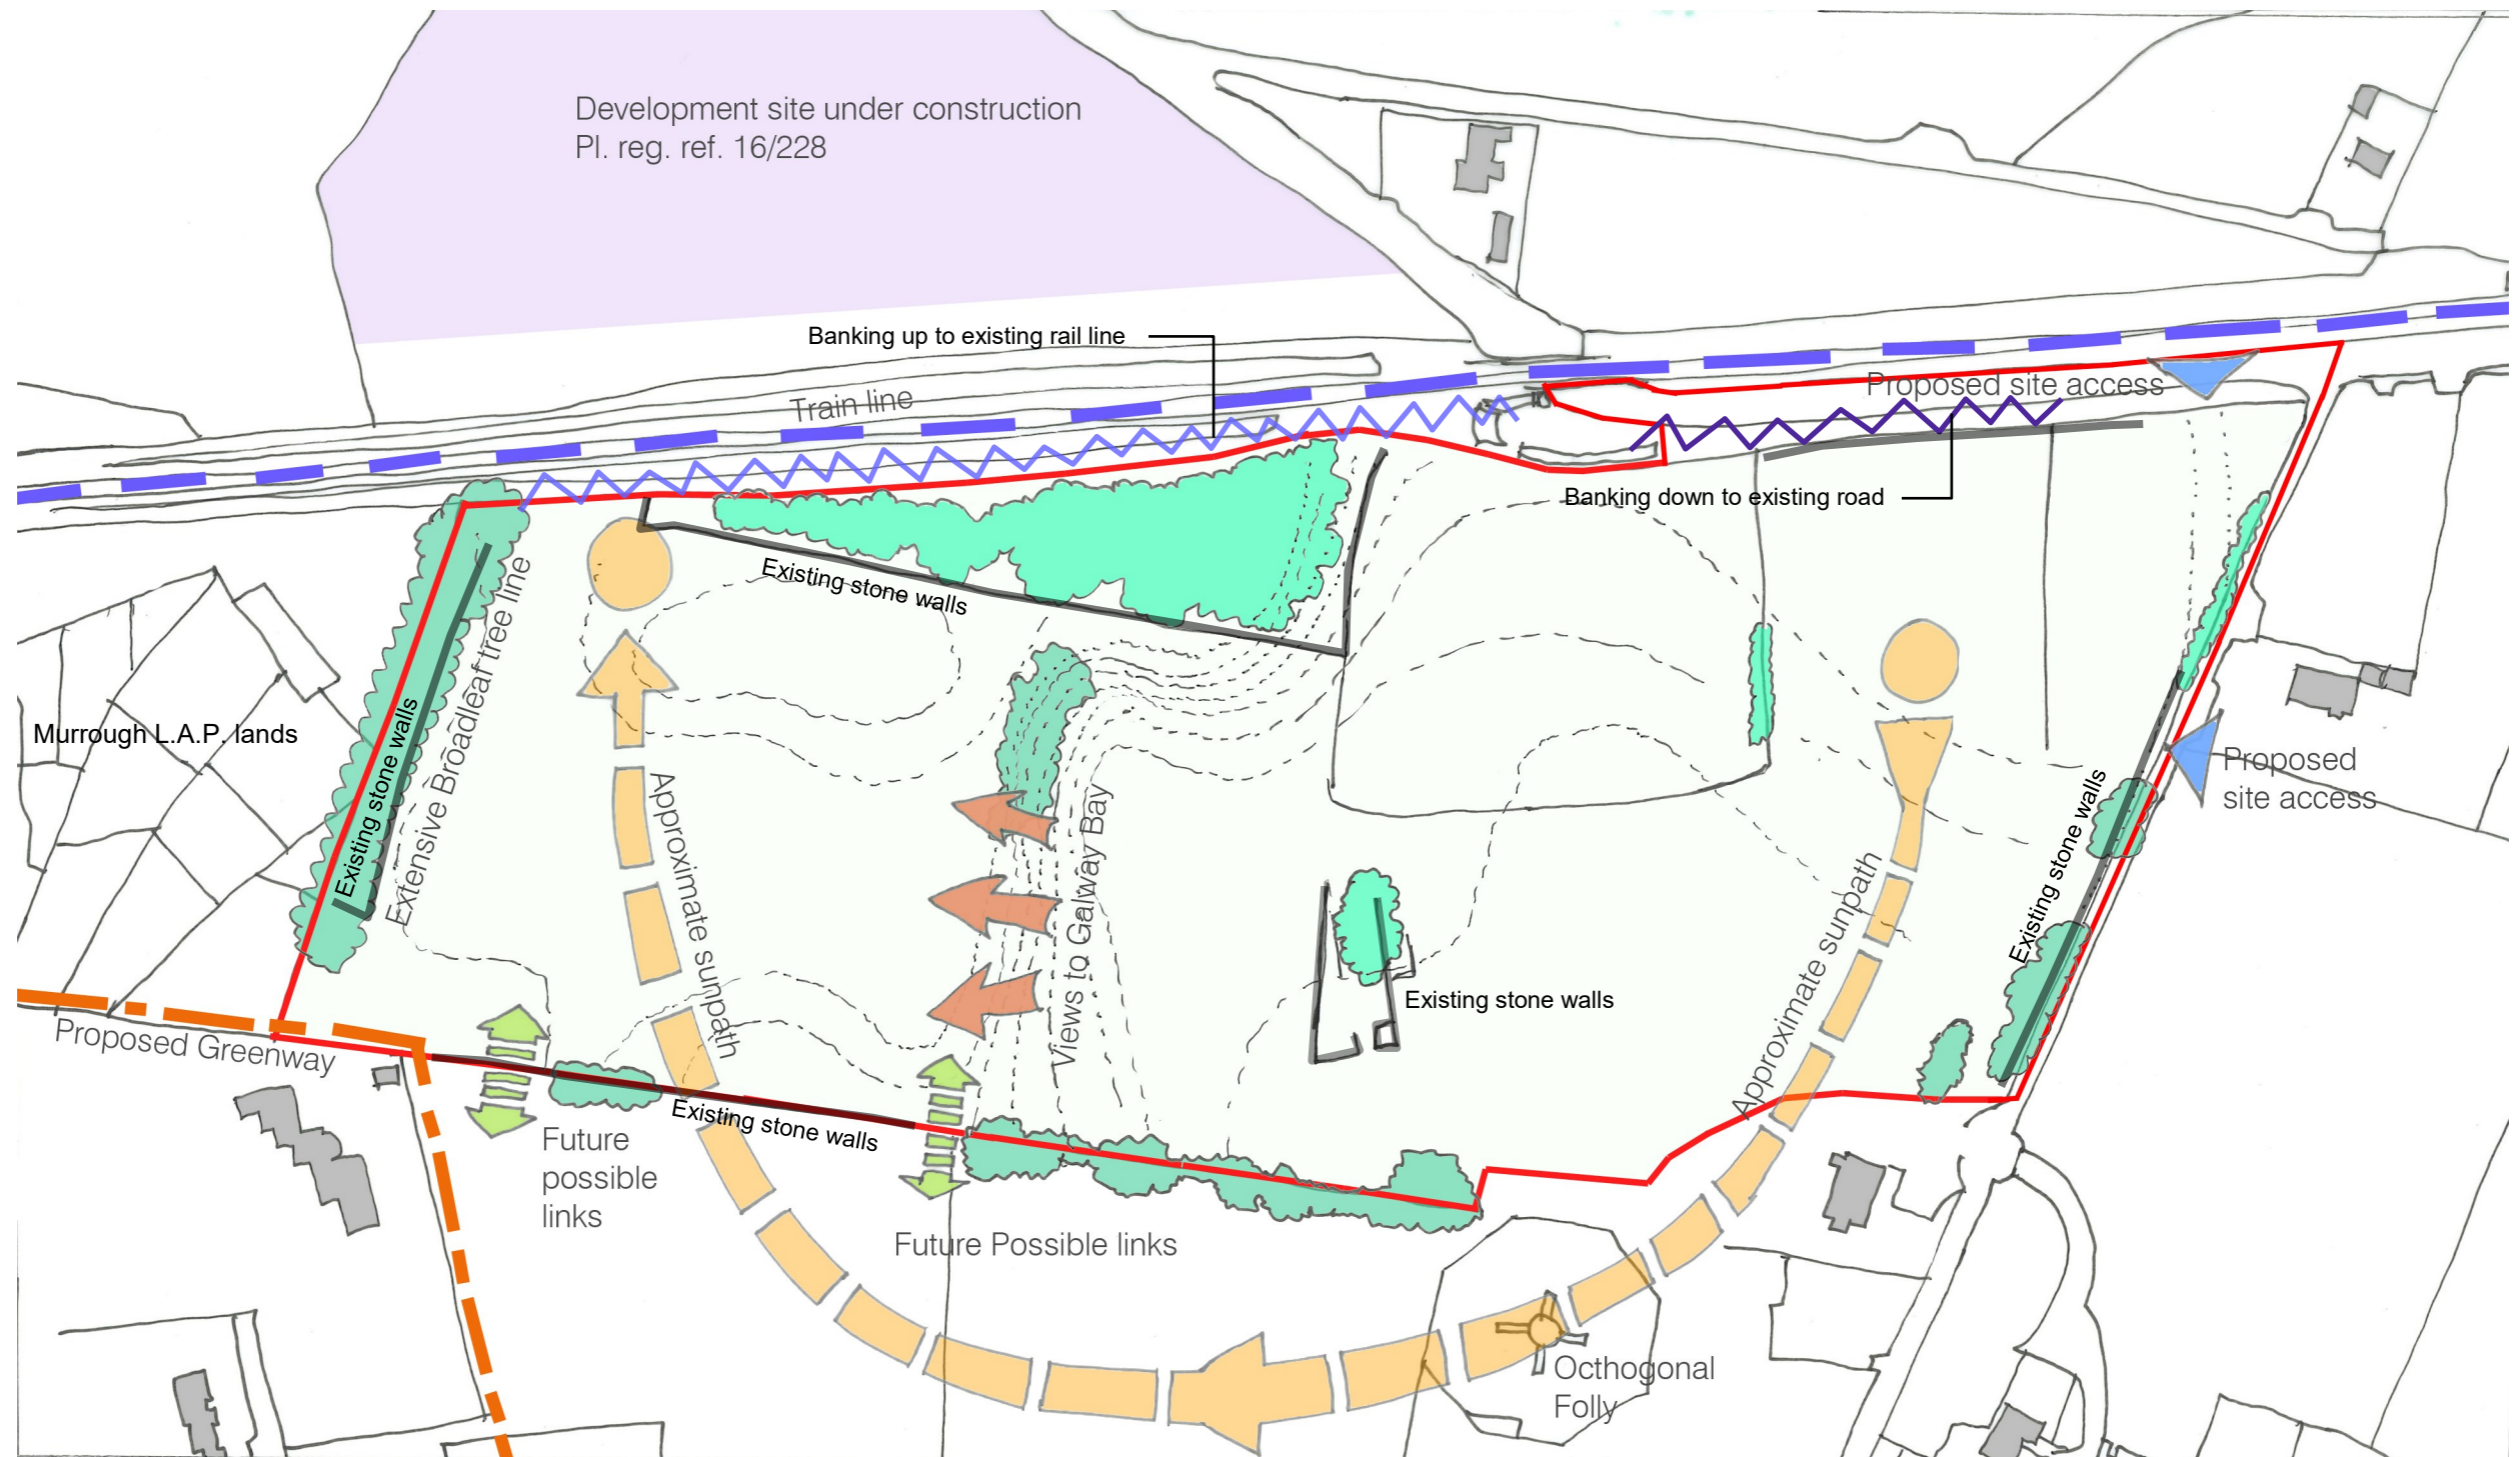 Development site under construction
Pl. reg. ref. 16/228
Banking up to existing rail line
Train line
Proposed site access
Banking down to existing road
Existing stone walls
Extensive Broadleaf tree line
Existing stone walls
Murrough L.A.P. lands
Approximate sunpath
Views to Galway Bay
Approximate sunpath
Existing stone walls
Proposed
site access
Existing stone walls
Proposed Greenway
Existing stone walls
Future
possible
links
Future Possible links
Octhogonal
Folly